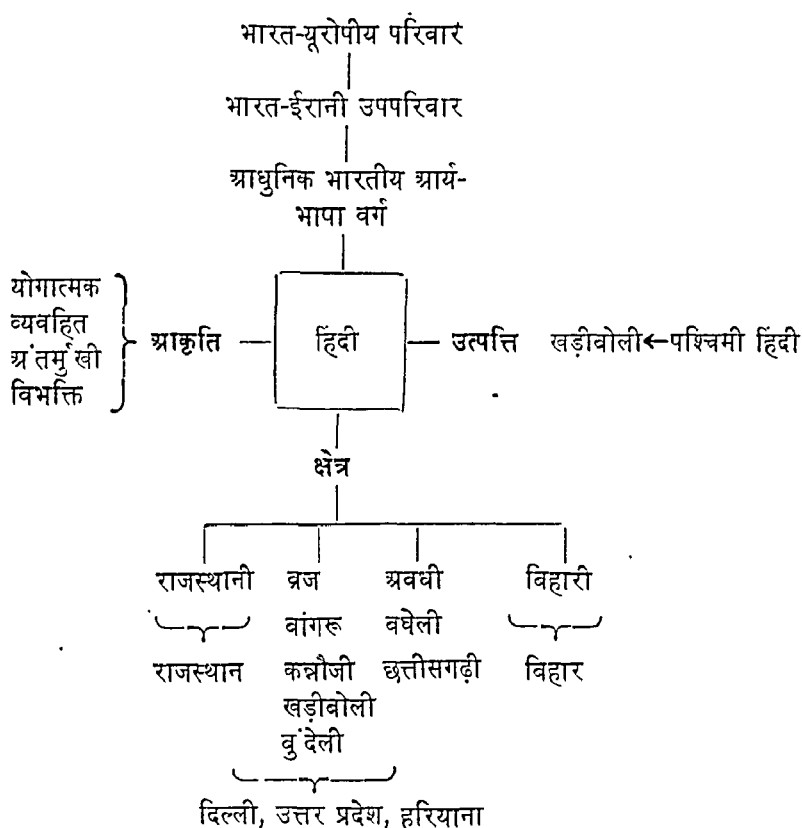 भारत-यूरोपीय परिवार
भारत-ईरानी उपपरिवार
आधुनिक भारतीय आर्य-
भाषा वर्ग
योगात्मक
व्यवहित
अंतर्मुखी
विभक्ति
आकृति
हिंदी
उत्पत्ति खड़ीबोली←पश्चिमी हिंदी
क्षेत्र
राजस्थानी ब्रज अवधी बिहारी
बांगरू बघेली
राजस्थान कन्नौजी छत्तीसगढ़ी बिहार
खड़ीबोली
बुंदेली
दिल्ली, उत्तर प्रदेश, हरियाना